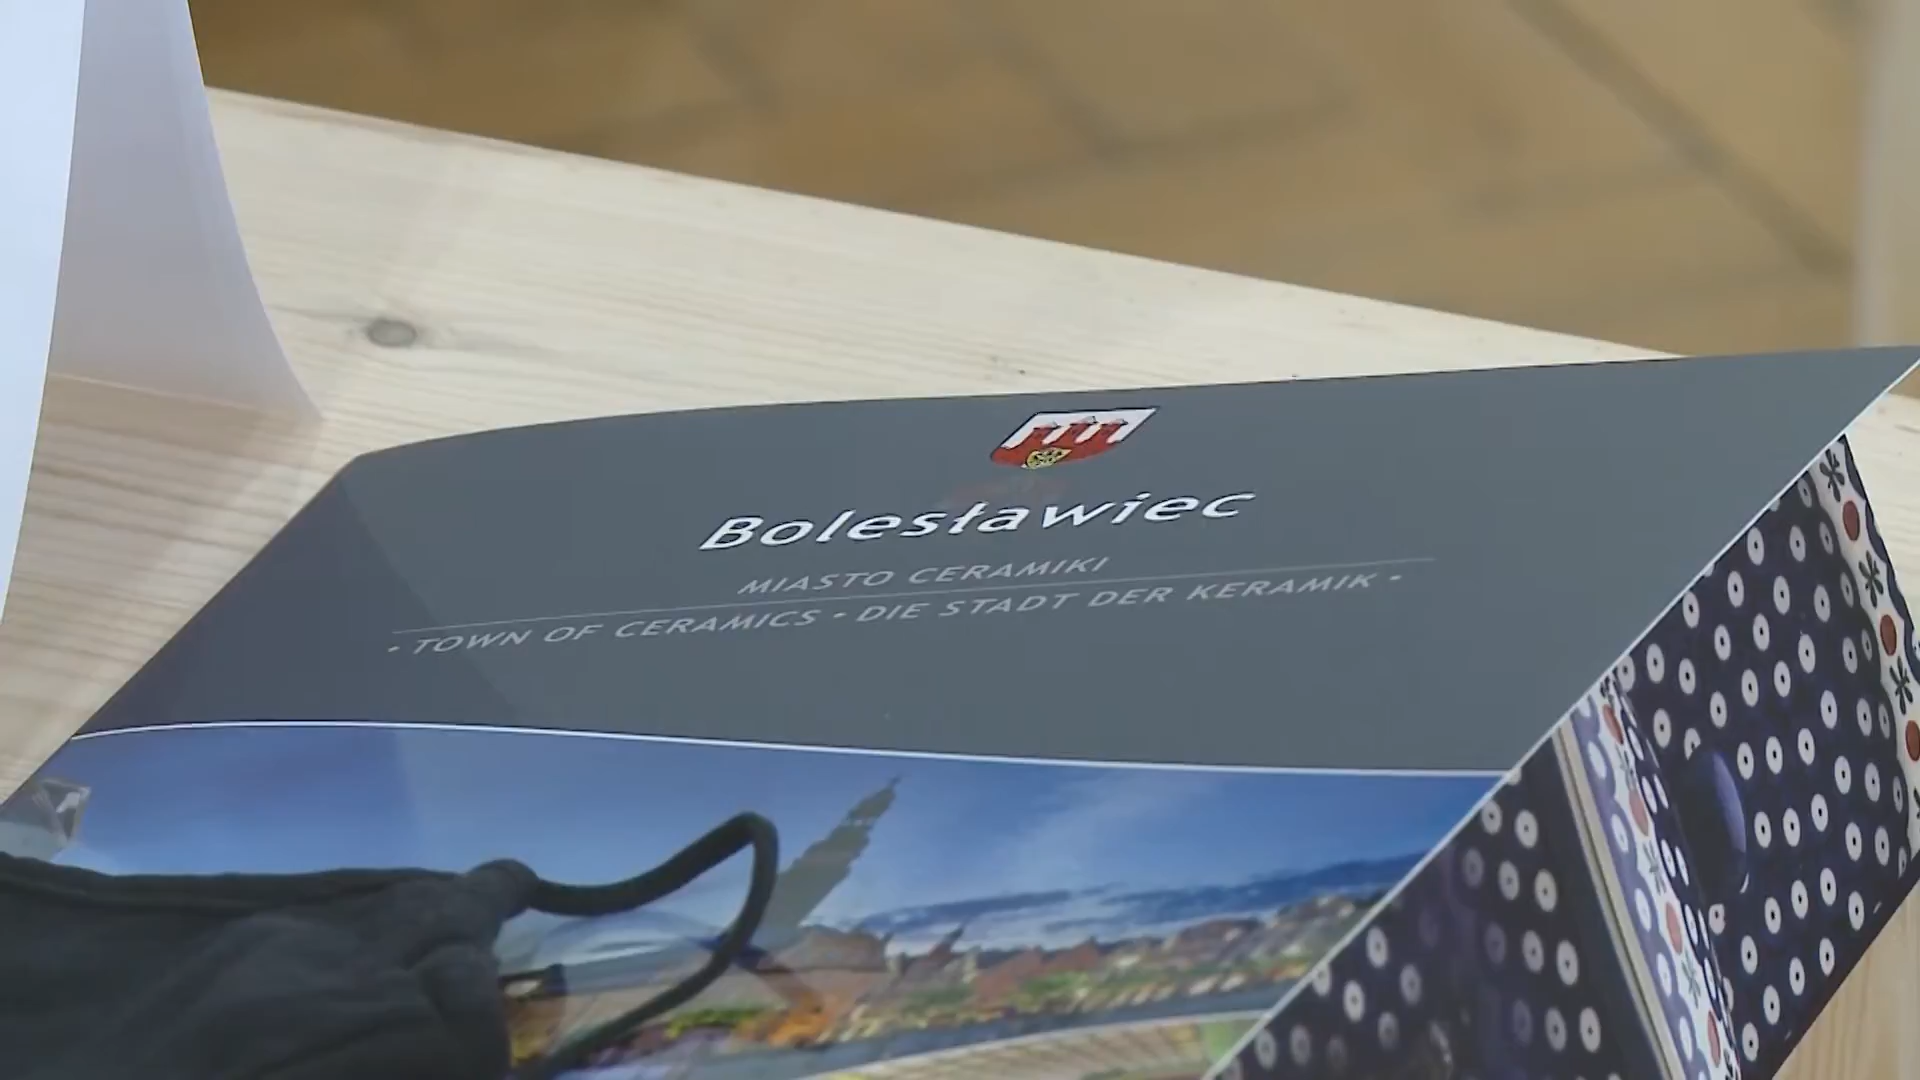 Bolesławiec
MIASTO CERAMIKI
• TOWN OF CERAMICS • DIE STADT DER KERAMIK •